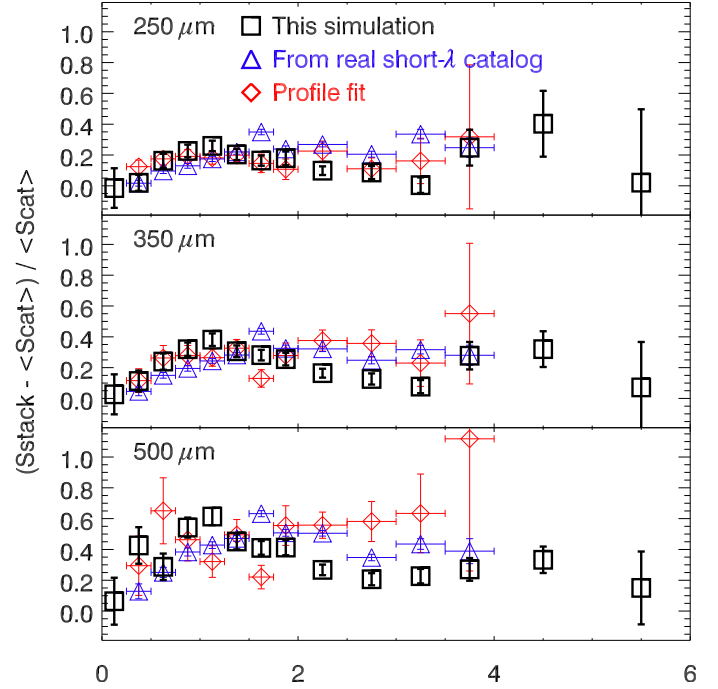 250 μm
This simulation
From real short-λ catalog
Profile fit
1.0
0.8
0.6
0.4
0.2
0.0
(Sstack - <Scat>) / <Scat>
350 μm
1.0
0.8
0.6
0.4
0.2
0.0
500 μm
1.0
0.8
0.6
0.4
0.2
0.0
0 2 4 6